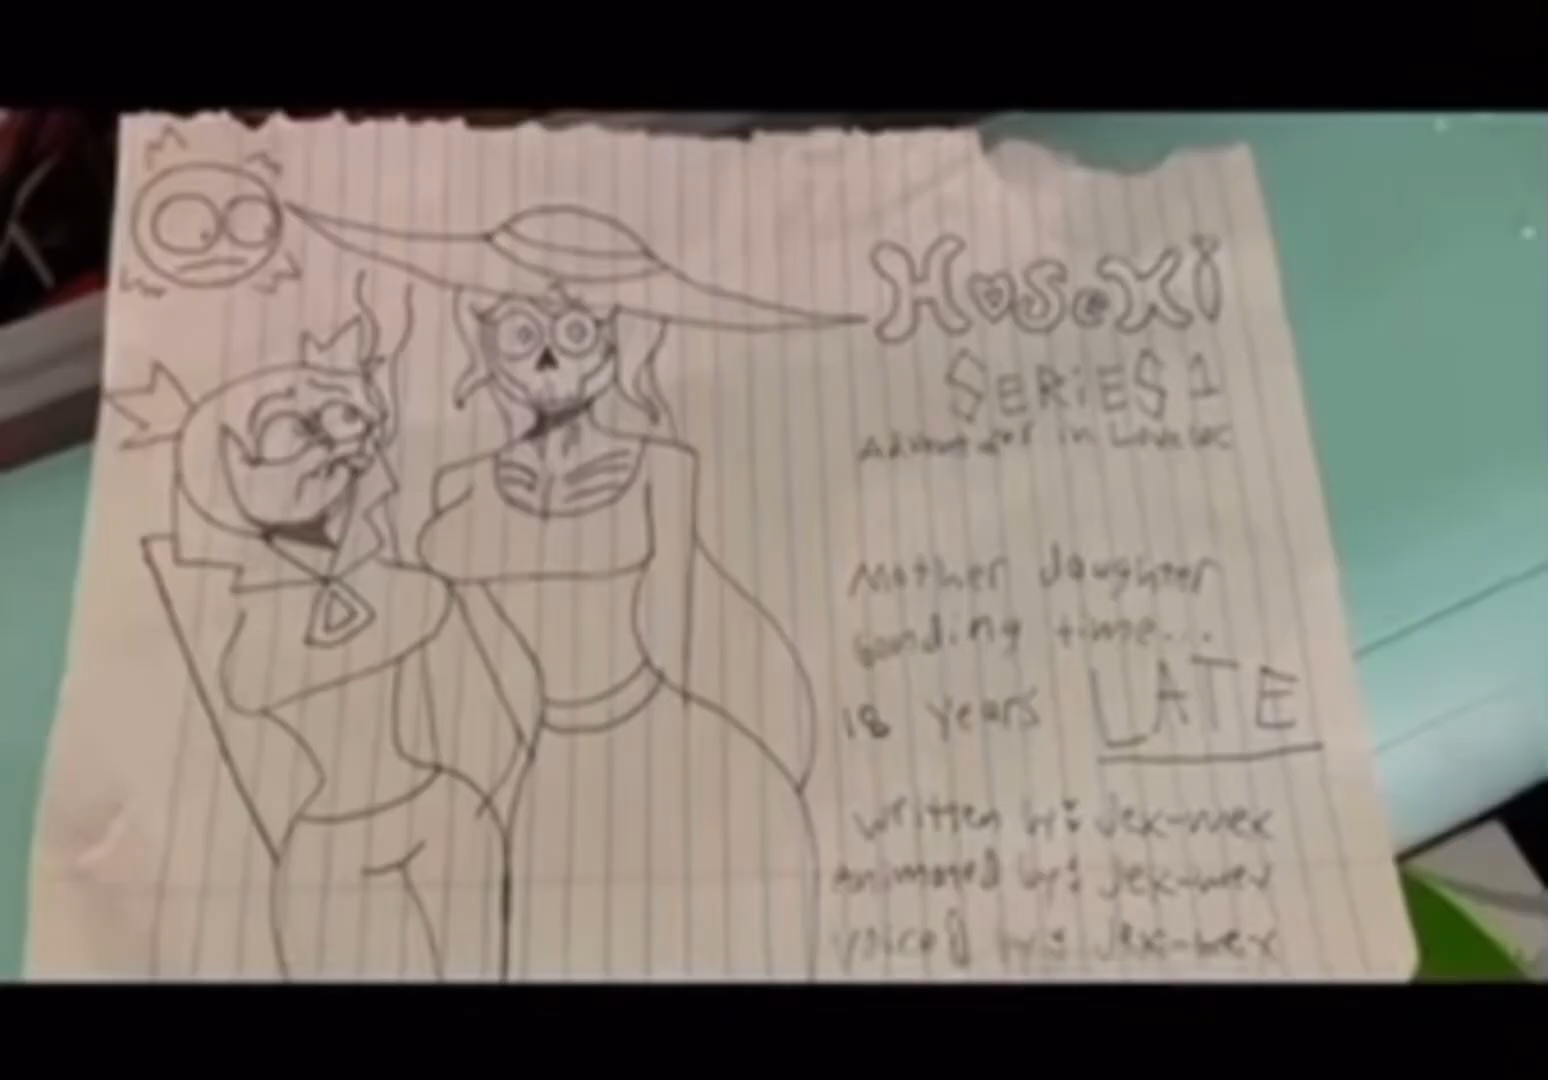 HoseKi
SERiES 1
in
Mother daughter
bonding time...
18 years LATE
written by: Jex-wex
Animated by: Jex-wex
Voiced by: Jex-wex